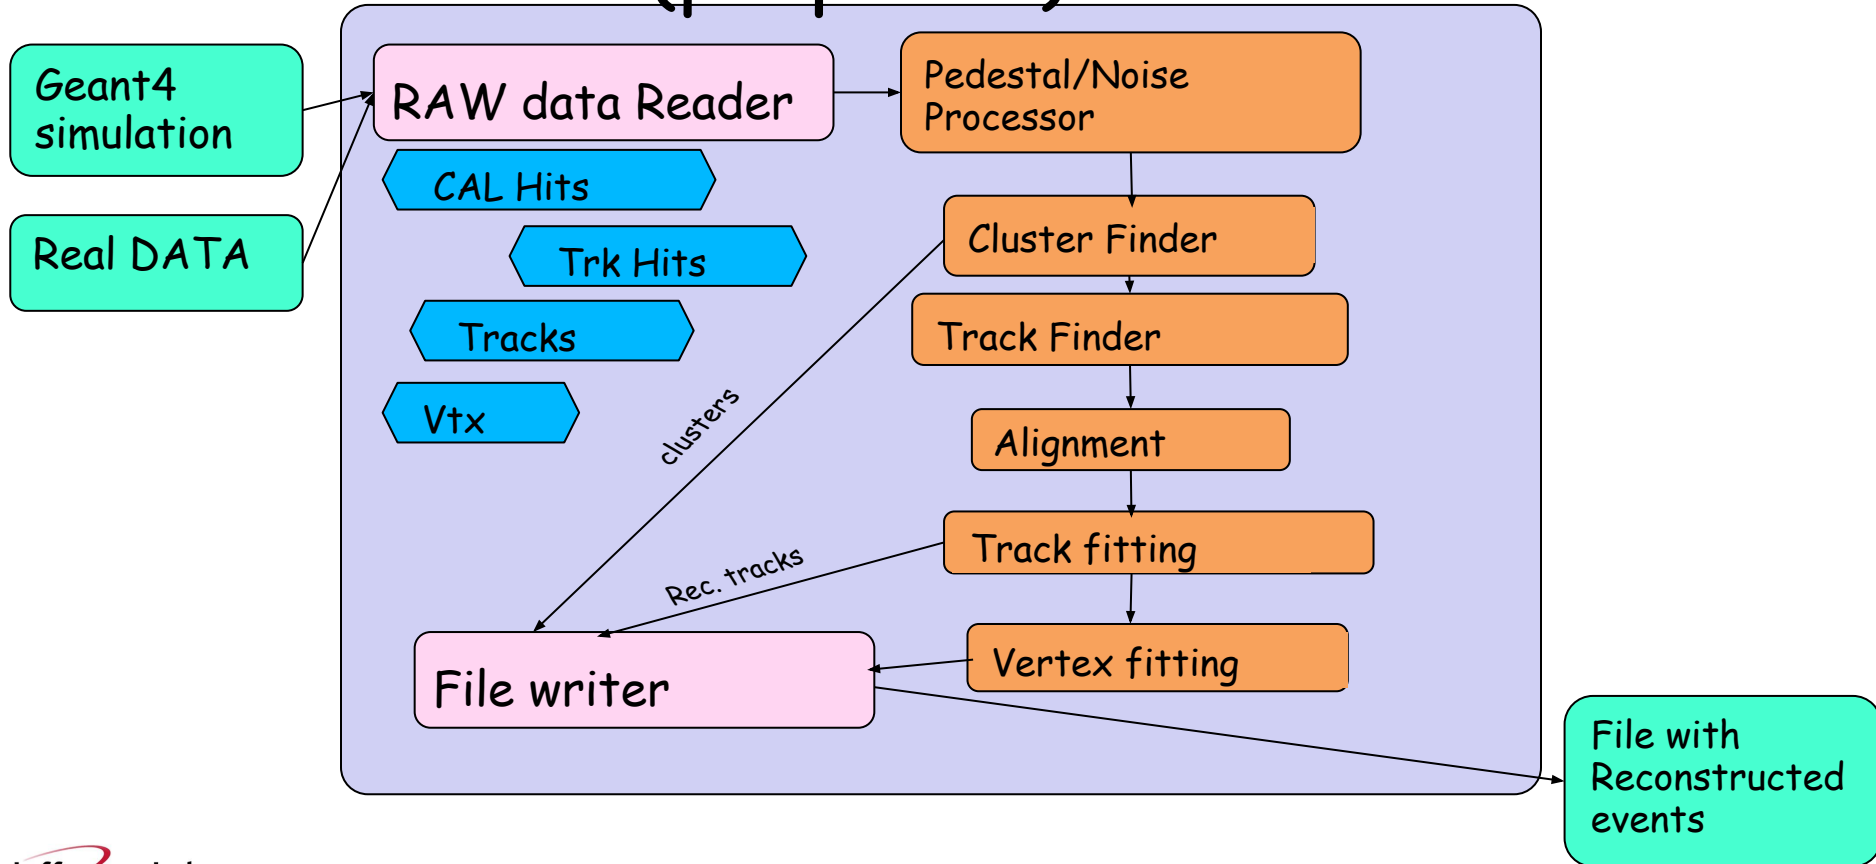 Geant4
simulation
Real DATA
RAW data Reader
CAL Hits
Trk Hits
Tracks
Vtx
Pedestal/Noise
Processor
Cluster Finder
Track Finder
Alignment
Track fitting
Vertex fitting
clusters
Rec. tracks
File writer
File with
Reconstructed
events